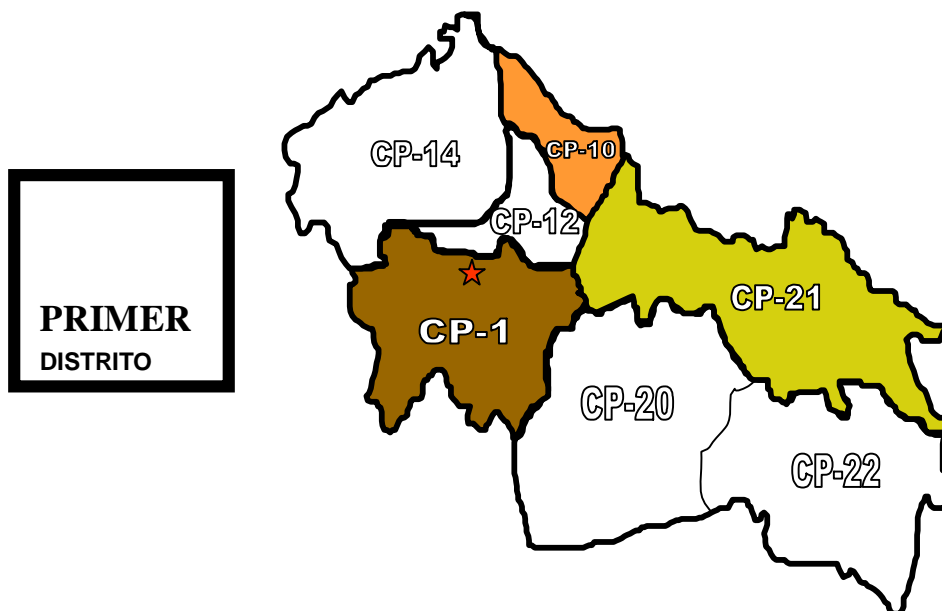 CP-14
CP-10
CP-12
CP-21
PRIMER
DISTRITO
CP-1
CP-20
CP-22